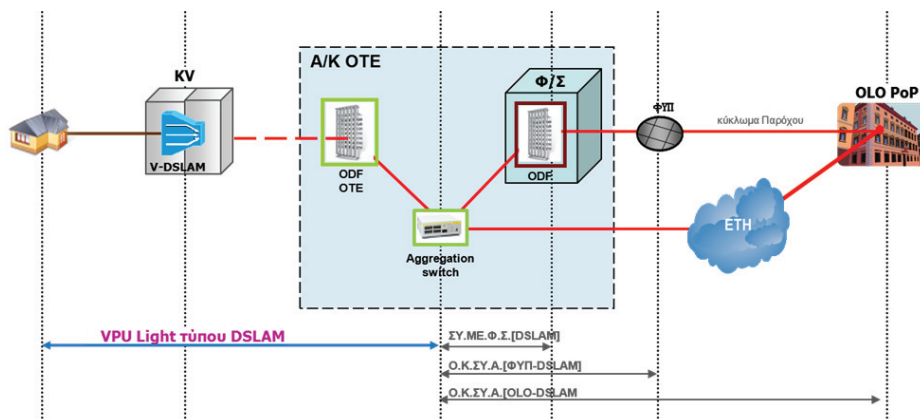 KV
Α/Κ ΟΤΕ
Φ/Σ
ΦΥΠ
OLO PoP
κύκλωμα Παρόχου
V-DSLAM
ODF
OTE
ODF
ETH
Aggregation
switch
VPU Light τύπου DSLAM
ΣΥ.ΜΕ.Φ.Σ.[DSLAM]
Ο.Κ.ΣΥ.Α.[ΦΥΠ-DSLAM]
Ο.Κ.ΣΥ.Α.[OLO-DSLAM